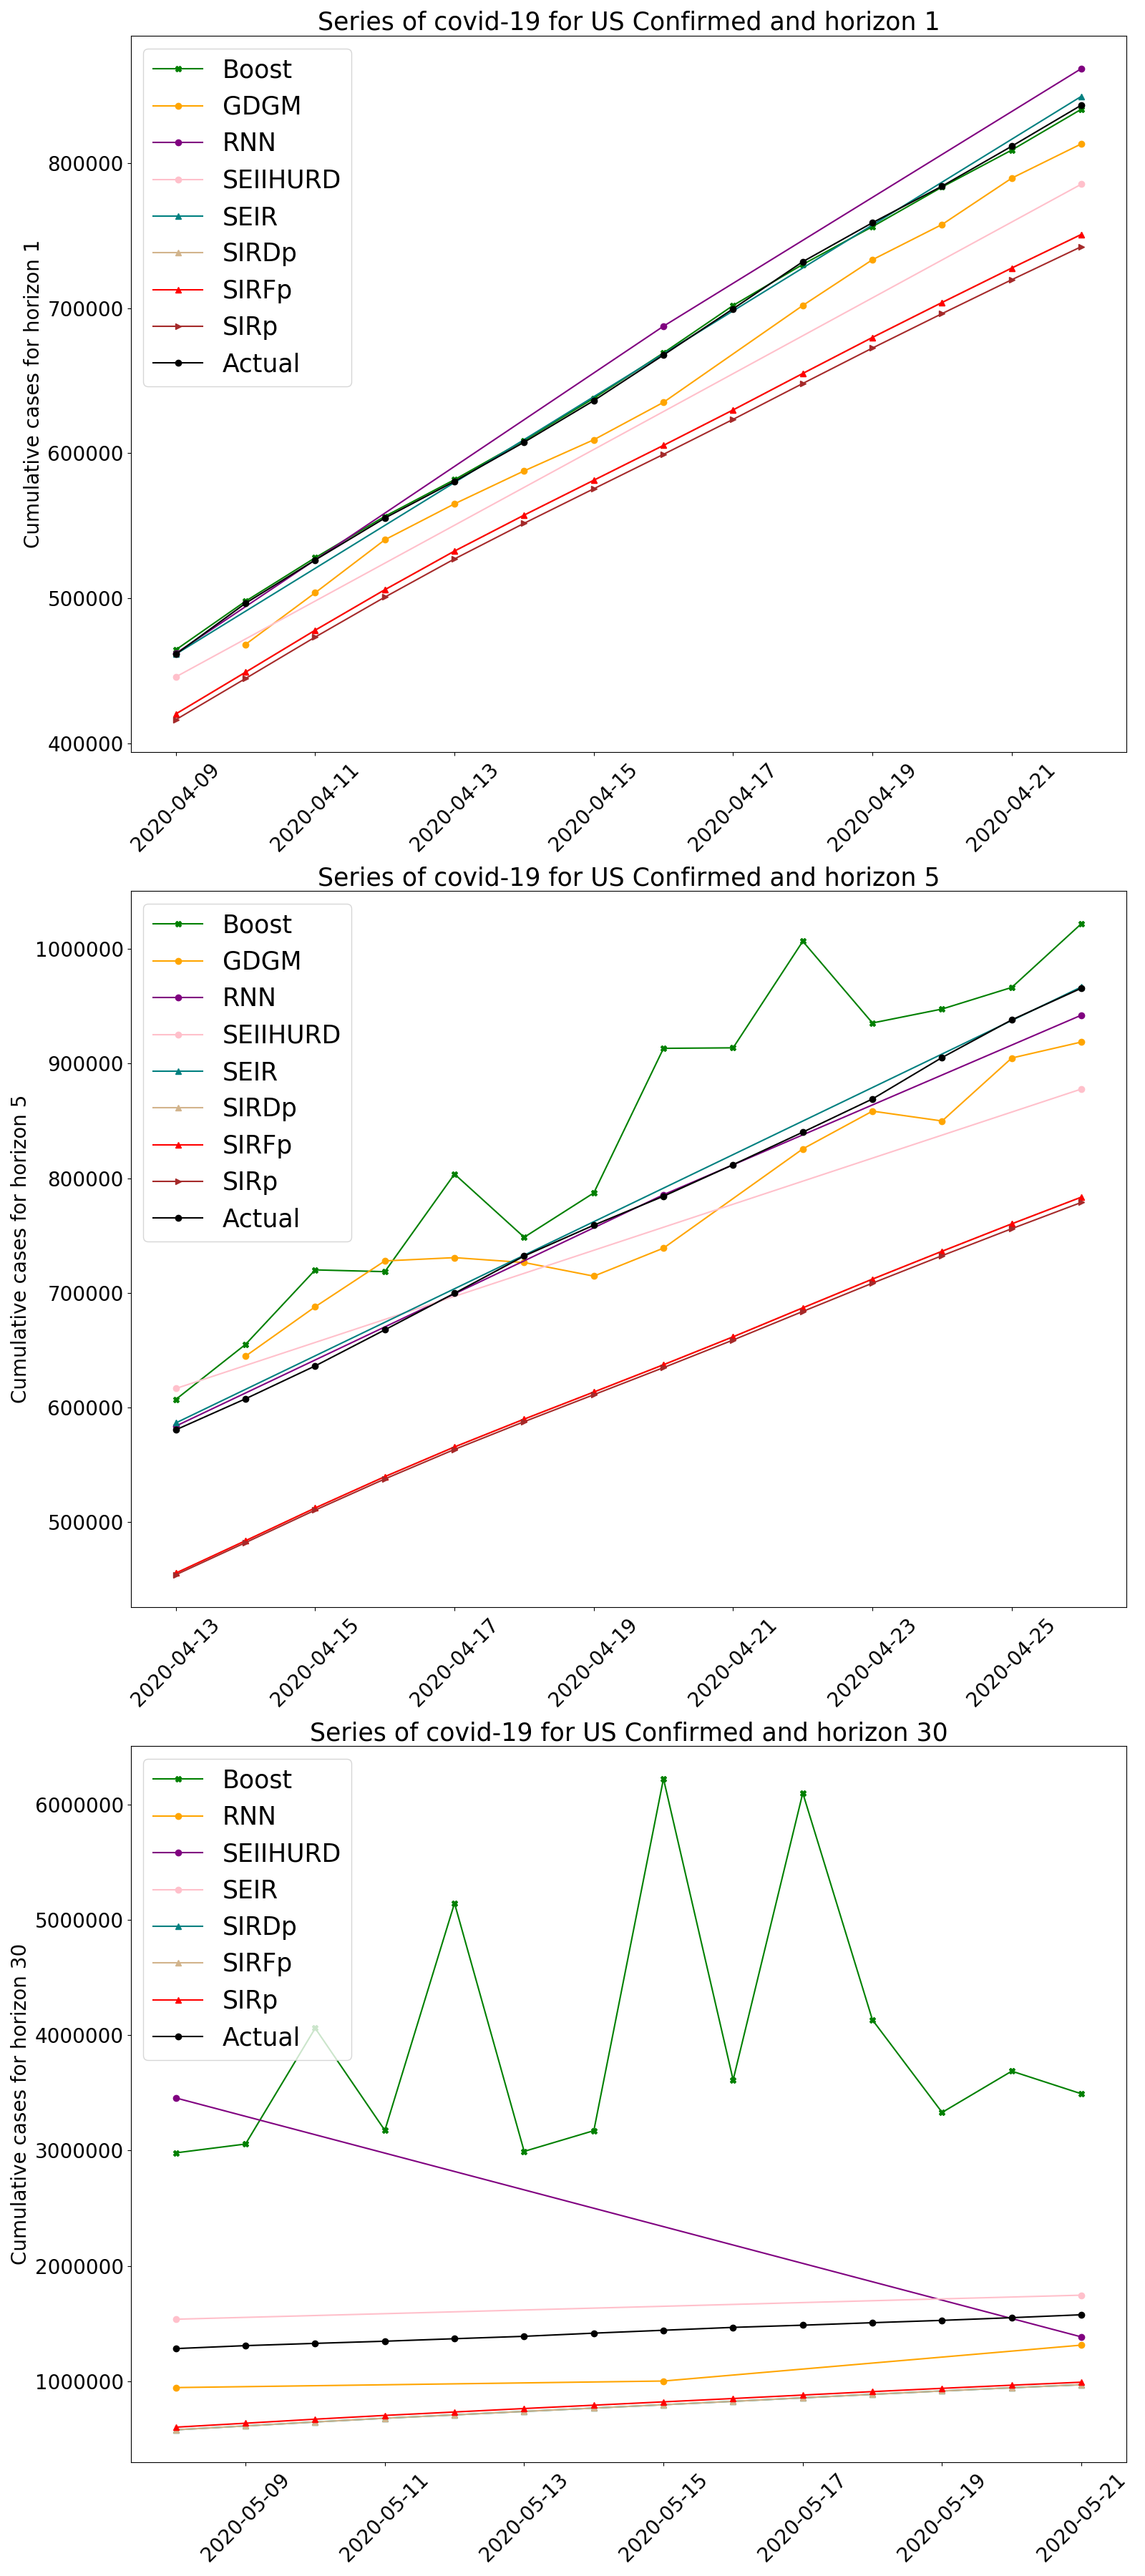 Series of covid-19 for US Confirmed and horizon 1
Cumulative cases for horizon 1
800000
700000
600000
500000
400000
Boost
GDGM
RNN
SEIIHURD
SEIR
SIRDp
SIRFp
SIRp
Actual
2020-04-09
2020-04-11
2020-04-13
2020-04-15
2020-04-17
2020-04-19
2020-04-21
Series of covid-19 for US Confirmed and horizon 5
Cumulative cases for horizon 5
1000000
900000
800000
700000
600000
500000
Boost
GDGM
RNN
SEIIHURD
SEIR
SIRDp
SIRFp
SIRp
Actual
2020-04-13
2020-04-15
2020-04-17
2020-04-19
2020-04-21
2020-04-23
2020-04-25
Series of covid-19 for US Confirmed and horizon 30
Cumulative cases for horizon 30
6000000
5000000
4000000
3000000
2000000
1000000
Boost
RNN
SEIIHURD
SEIR
SIRDp
SIRFp
SIRp
Actual
2020-05-09
2020-05-11
2020-05-13
2020-05-15
2020-05-17
2020-05-19
2020-05-21